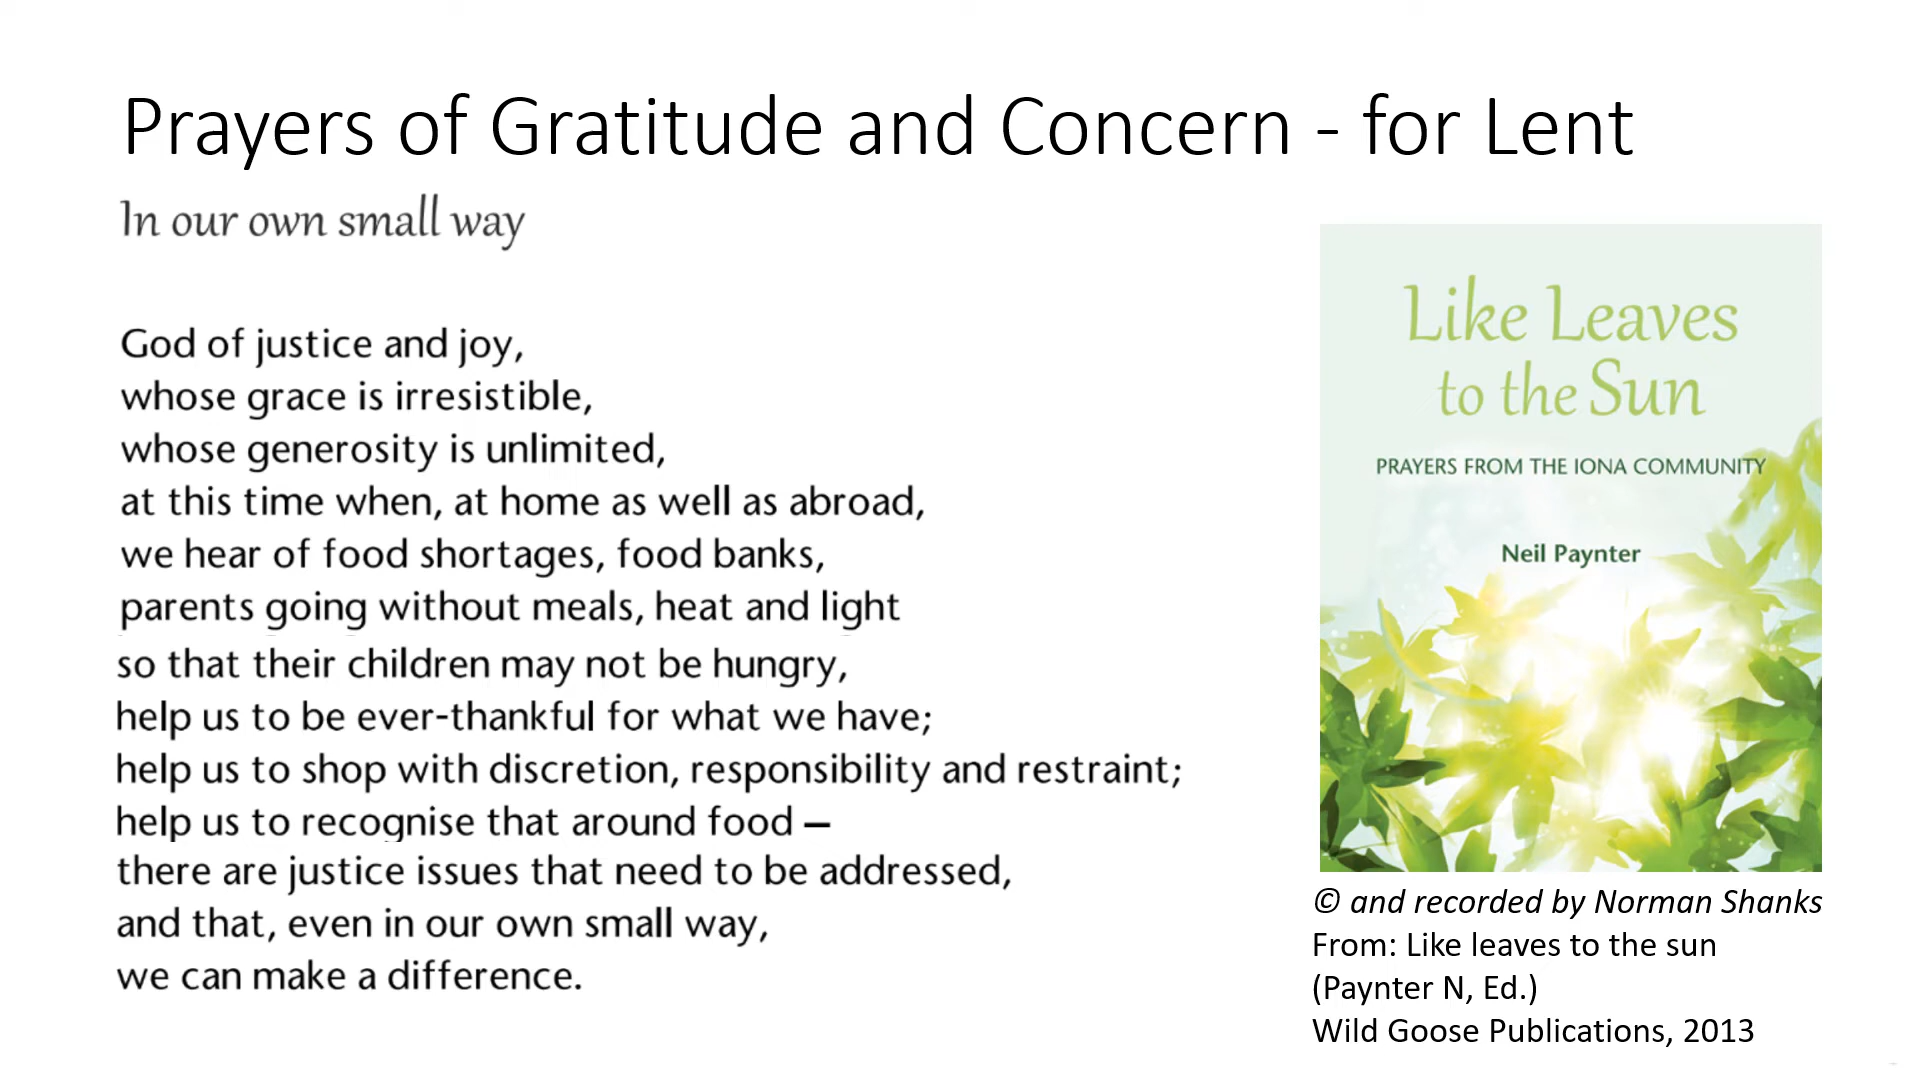 Prayers of Gratitude and Concern - for Lent
In our own small way
God of justice and joy,
whose grace is irresistible,
whose generosity is unlimited,
at this time when, at home as well as abroad,
we hear of food shortages, food banks,
parents going without meals, heat and light
so that their children may not be hungry,
help us to be ever-thankful for what we have;
help us to shop with discretion, responsibility and restraint;
help us to recognise that around food –
there are justice issues that need to be addressed,
and that, even in our own small way,
we can make a difference.
Like Leaves
to the Sun
PRAYERS FROM THE IONA COMMUNITY
Neil Paynter
© and recorded by Norman Shanks
From: Like leaves to the sun
(Paynter N, Ed.)
Wild Goose Publications, 2013